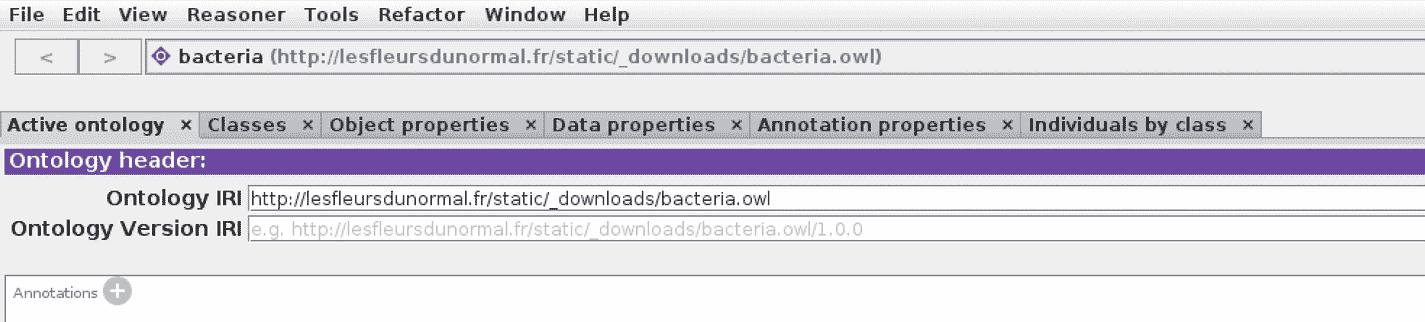 File Edit View Reasoner Tools Refactor Window Help
< > bacteria (http://lesfleursdunormal.fr/static/_downloads/bacteria.owl)
Active ontology × Classes × Object properties × Data properties × Annotation properties × Individuals by class ×
Ontology header:
Ontology IRI http://lesfleursdunormal.fr/static/_downloads/bacteria.owl
Ontology Version IRI e.g. http://lesfleursdunormal.fr/static/_downloads/bacteria.owl/1.0.0
Annotations +